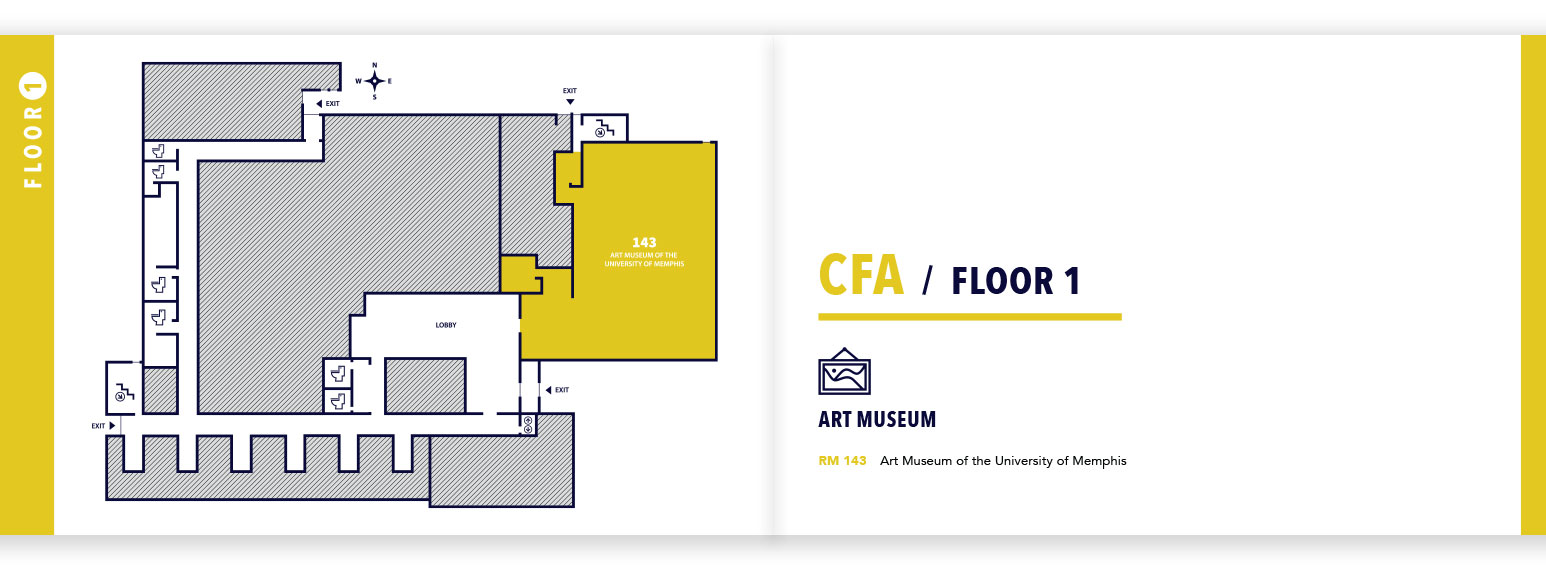 FLOOR 1
N
W E
S
EXIT
EXIT
143
ART MUSEUM OF THE
UNIVERSITY OF MEMPHIS
LOBBY
EXIT
EXIT
CFA / FLOOR 1
ART MUSEUM
RM 143 Art Museum of the University of Memphis